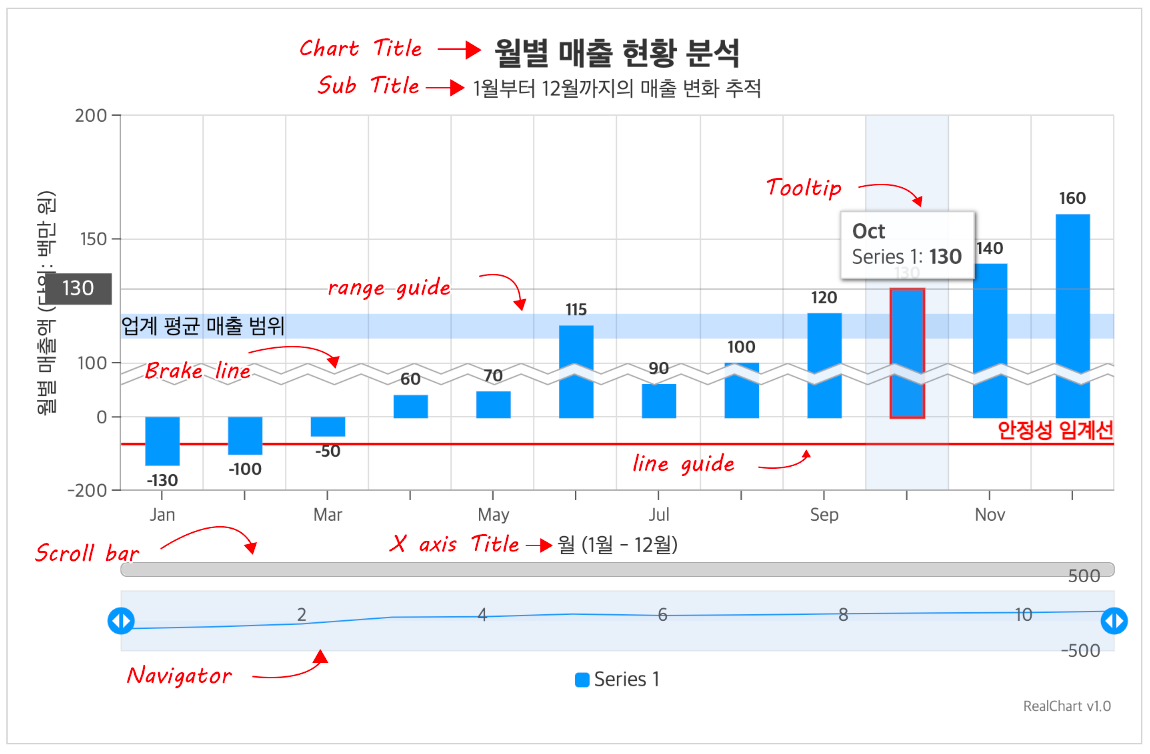 Chart Title
월별 매출 현황 분석
Sub Title
1월부터 12월까지의 매출 변화 추적
200
150
100
0
-200
월별 매출액 (단위: 백만 원)
130
Tooltip
Oct
Series 1: 130
130
range guide
업계 평균 매출 범위
Brake line
-130
-100
-50
60
70
115
90
100
120
140
160
안정성 임계선
line guide
Jan
Mar
May
Jul
Sep
Nov
X axis Title
월 (1월 - 12월)
Scroll bar
500
2
4
6
8
10
-500
Navigator
Series 1
RealChart v1.0